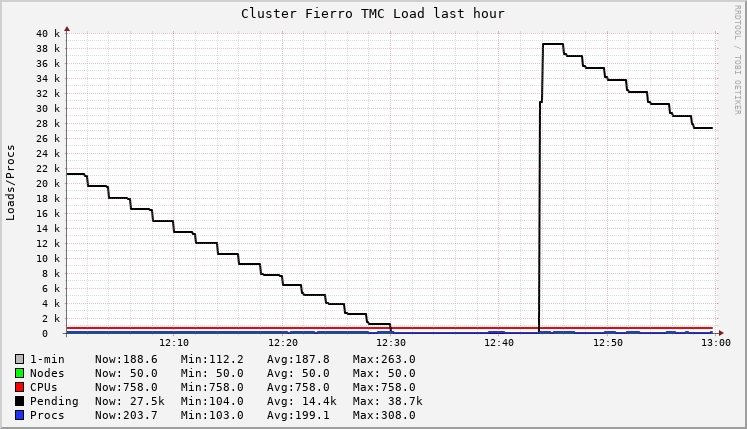 Cluster Fierro TMC Load last hour
RRDTOOL / TOBI OETIKER
Loads/Procs
40 k
38 k
36 k
34 k
32 k
30 k
28 k
26 k
24 k
22 k
20 k
18 k
16 k
14 k
12 k
10 k
8 k
6 k
4 k
2 k
0
12:10 12:20 12:30 12:40 12:50 13:00
1-min Now:188.6 Min:112.2 Avg:187.8 Max:263.0
Nodes Now: 50.0 Min: 50.0 Avg: 50.0 Max: 50.0
CPUs Now:758.0 Min:758.0 Avg:758.0 Max:758.0
Pending Now: 27.5k Min:104.0 Avg: 14.4k Max: 38.7k
Procs Now:203.7 Min:103.0 Avg:199.1 Max:308.0